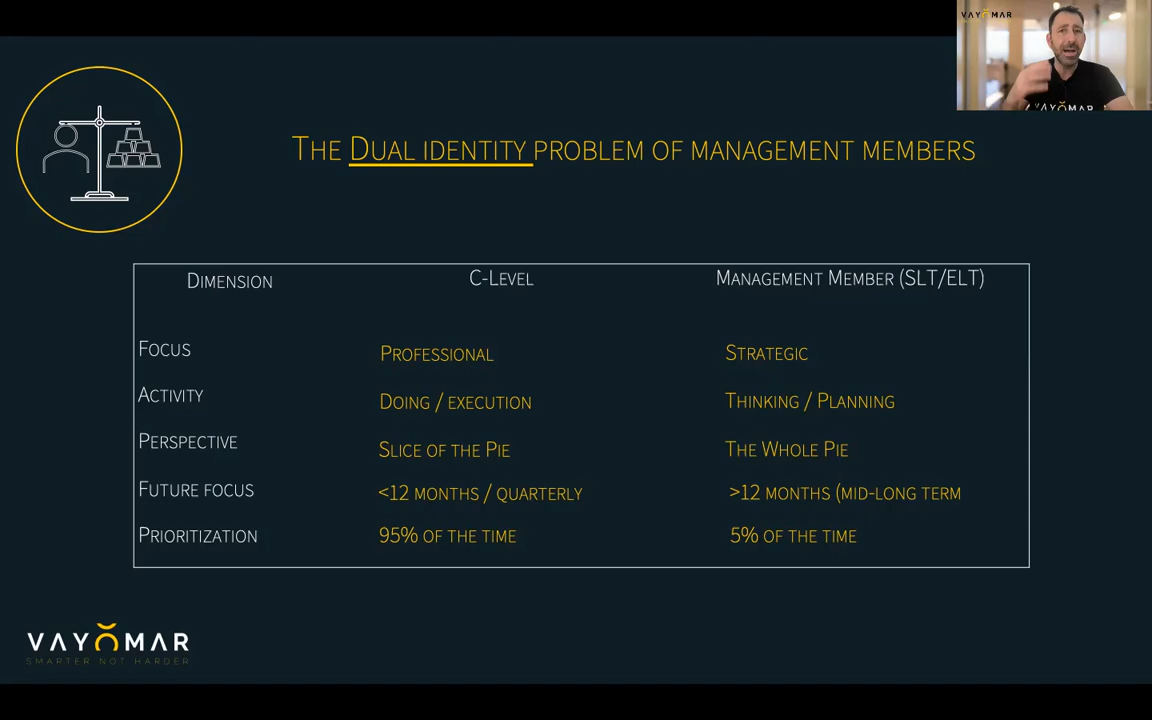 VAYOMAR
VAYOMAR
The Dual identity problem of management members
Dimension C-Level Management Member (SLT/ELT)
Focus Professional Strategic
Activity Doing / execution Thinking / Planning
Perspective Slice of the Pie The Whole Pie
Future focus <12 months / quarterly >12 months (mid-long term
Prioritization 95% of the time 5% of the time
VAYOMAR
SMARTER NOT HARDER